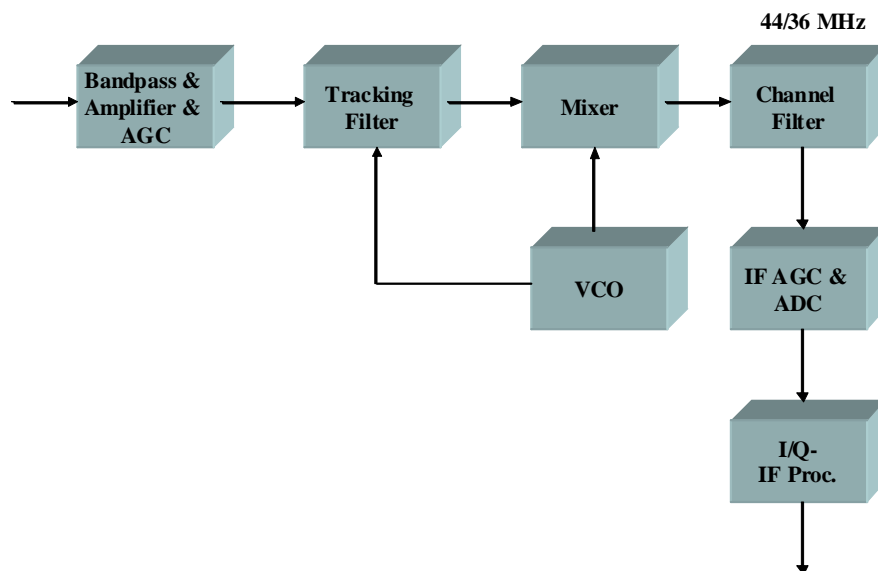 44/36 MHz
Bandpass &
Amplifier &
AGC
Tracking
Filter
Mixer
Channel
Filter
VCO
IF AGC &
ADC
I/Q-
IF Proc.